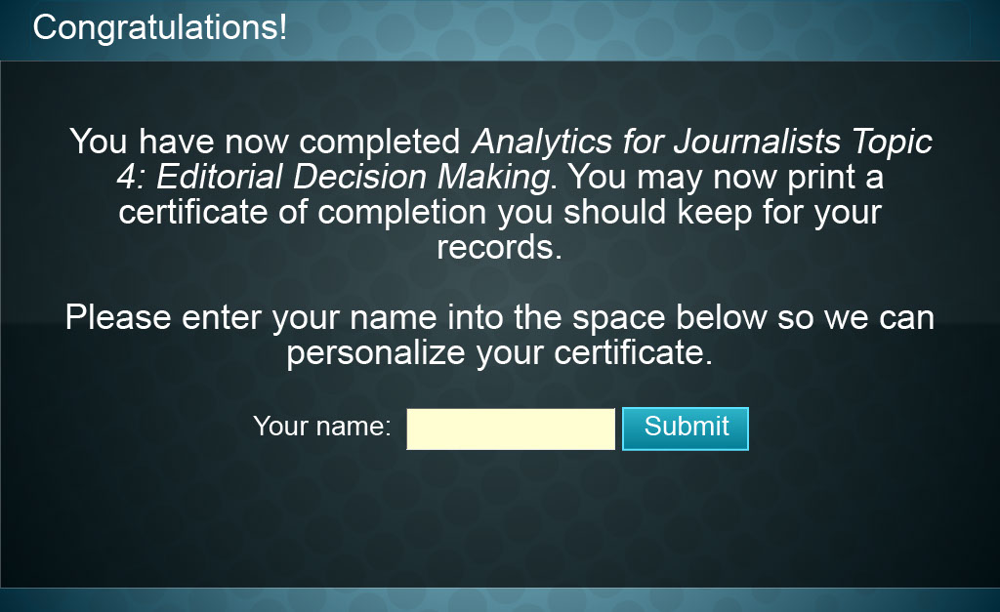 Congratulations!
You have now completed Analytics for Journalists Topic
4: Editorial Decision Making. You may now print a
certificate of completion you should keep for your
records.
Please enter your name into the space below so we can
personalize your certificate.
Your name: Submit